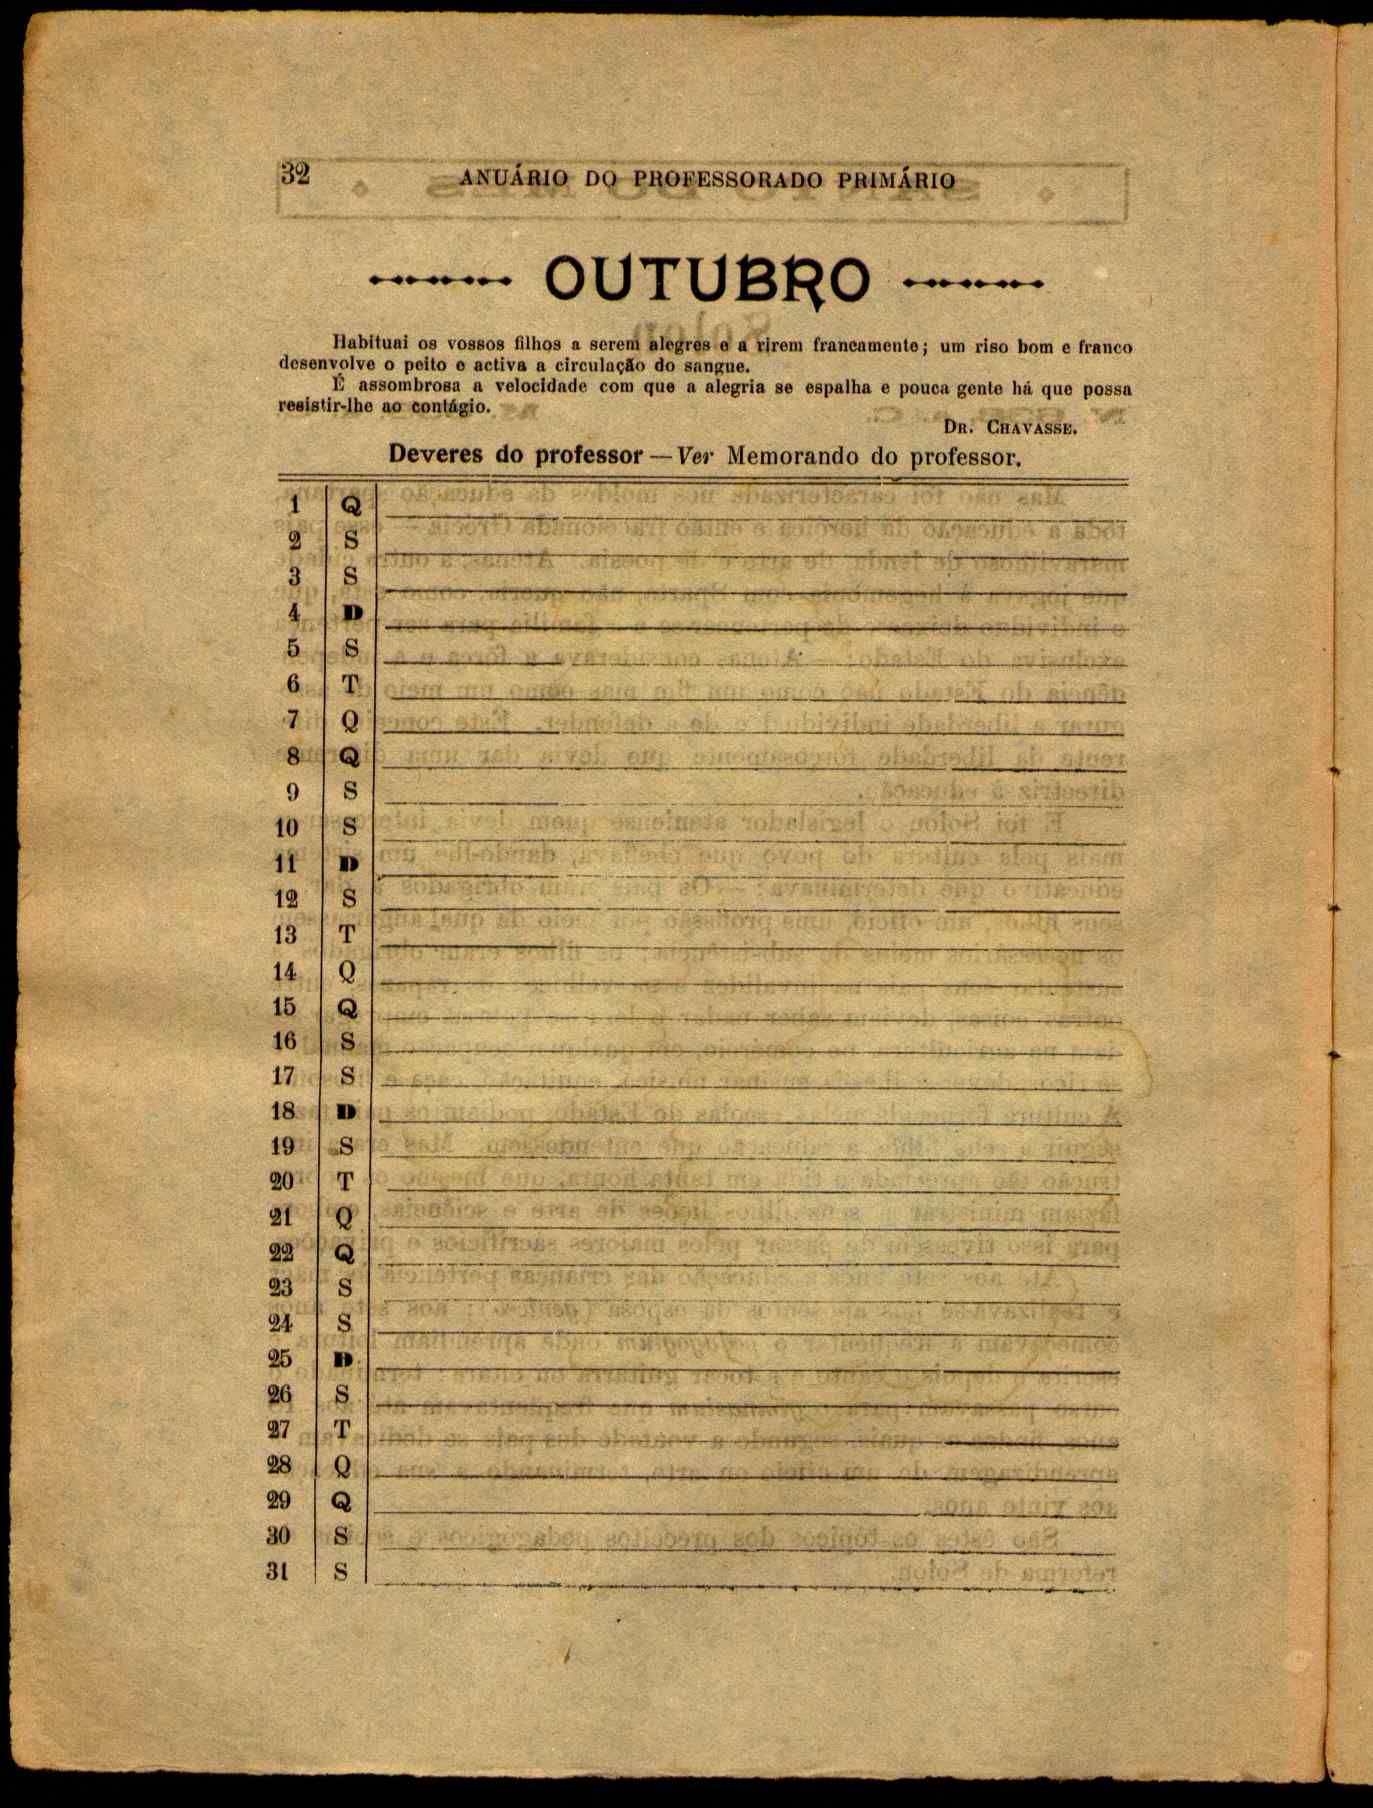 32
ANUÁRIO DO PROFESSORADO PRIMÁRIO
OUTUBRO
Habituai os vossos filhos a serem alegres e a rirem francamente; um riso bom e franco
desenvolve o peito e activa a circulação do sangue.
É assombrosa a velocidade com que a alegria se espalha e pouca gente há que possa
resistir-lhe ao contágio.
DR. CHAVASSE.
Deveres do professor — Ver Memorando do professor.
1 Q
2 S
3 S
4 D
5 S
6 T
7 Q
8 Q
9 S
10 S
11 D
12 S
13 T
14 Q
15 Q
16 S
17 S
18 D
19 S
20 T
21 Q
22 Q
23 S
24 S
25 D
26 S
27 T
28 Q
29 Q
30 S
31 S